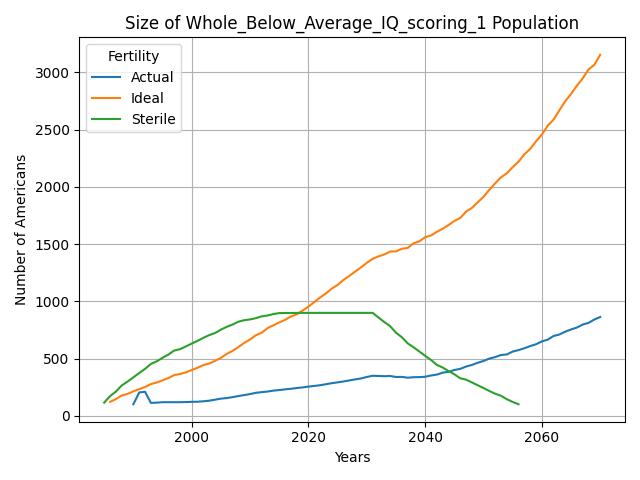 Size of Whole_Below_Average_IQ_scoring_1 Population
Fertility
Actual
Ideal
Sterile
Number of Americans
3000
2500
2000
1500
1000
500
0
2000
2020
2040
2060
Years